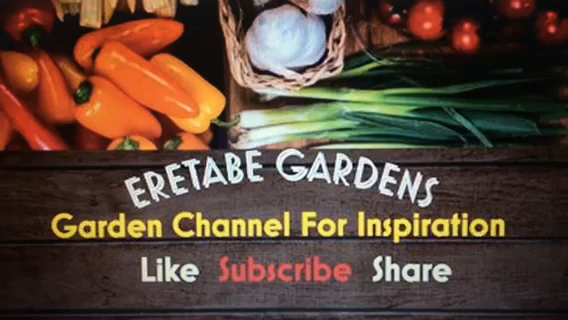 ERETABE GARDENS
Garden Channel For Inspiration
Like Subscribe Share